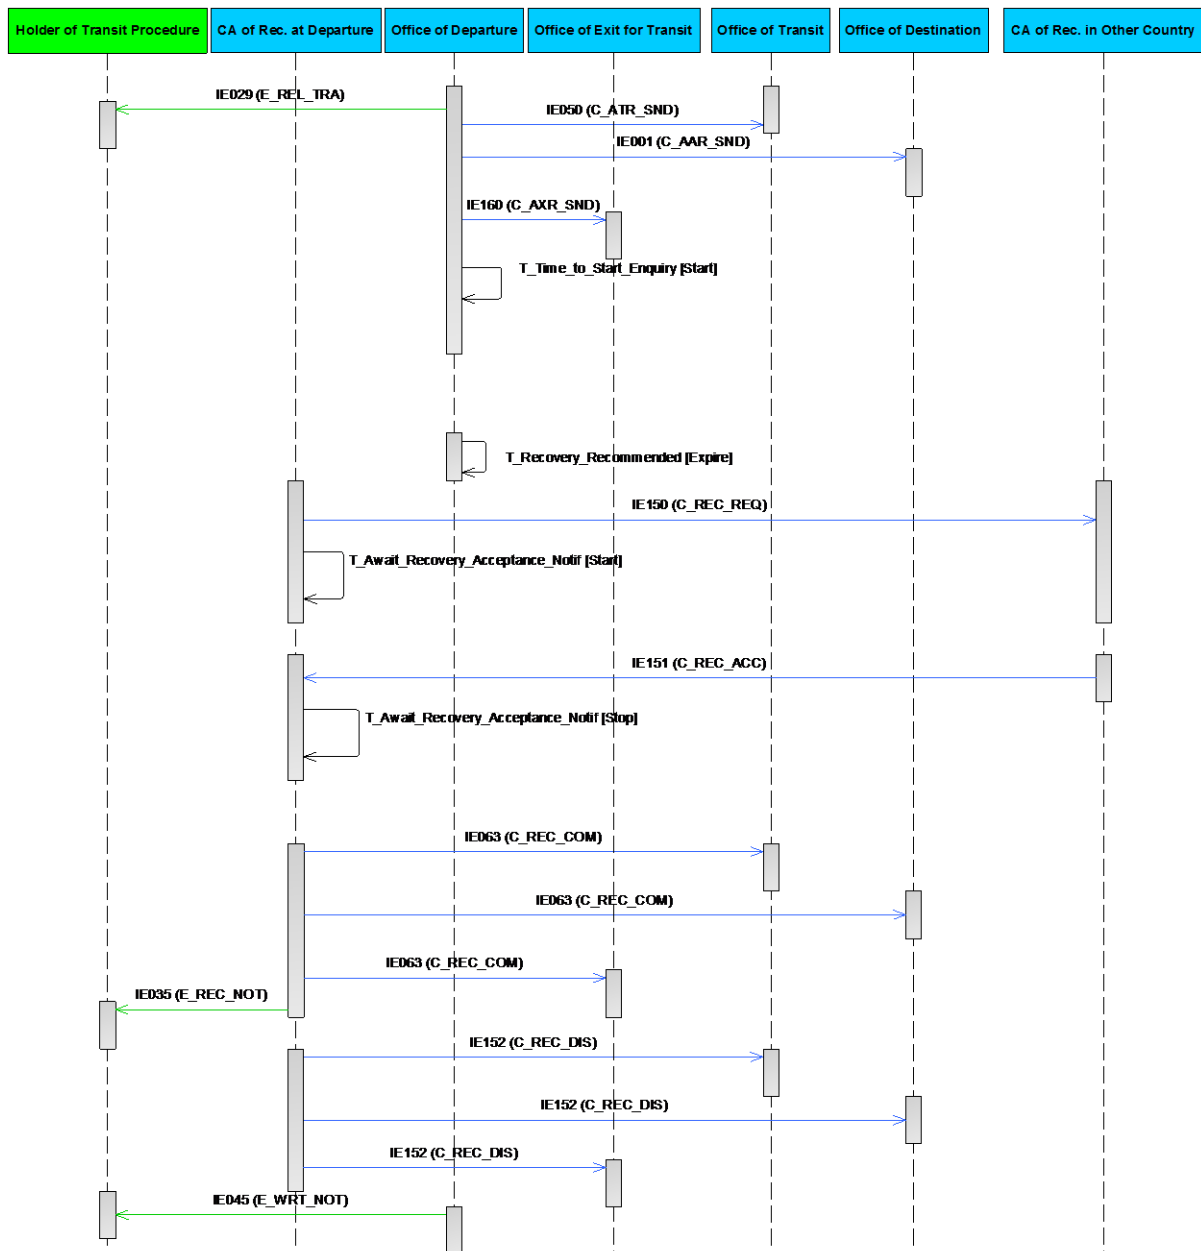 Holder of Transit Procedure
CA of Rec. at Departure
Office of Departure
Office of Exit for Transit
Office of Transit
Office of Destination
CA of Rec. in Other Country
IE029 (E_REL_TRA)
IE050 (C_ATR_SND)
IE001 (C_AAR_SND)
IE160 (C_AXR_SND)
T_Time_to_Start_Enquiry [Start]
T_Recovery_Recommended [Expire]
IE150 (C_REC_REQ)
T_Await_Recovery_Acceptance_Notif [Start]
IE151 (C_REC_ACC)
T_Await_Recovery_Acceptance_Notif [Stop]
IE063 (C_REC_COM)
IE063 (C_REC_COM)
IE063 (C_REC_COM)
IE035 (E_REC_NOT)
IE152 (C_REC_DIS)
IE152 (C_REC_DIS)
IE152 (C_REC_DIS)
IE045 (E_WRT_NOT)